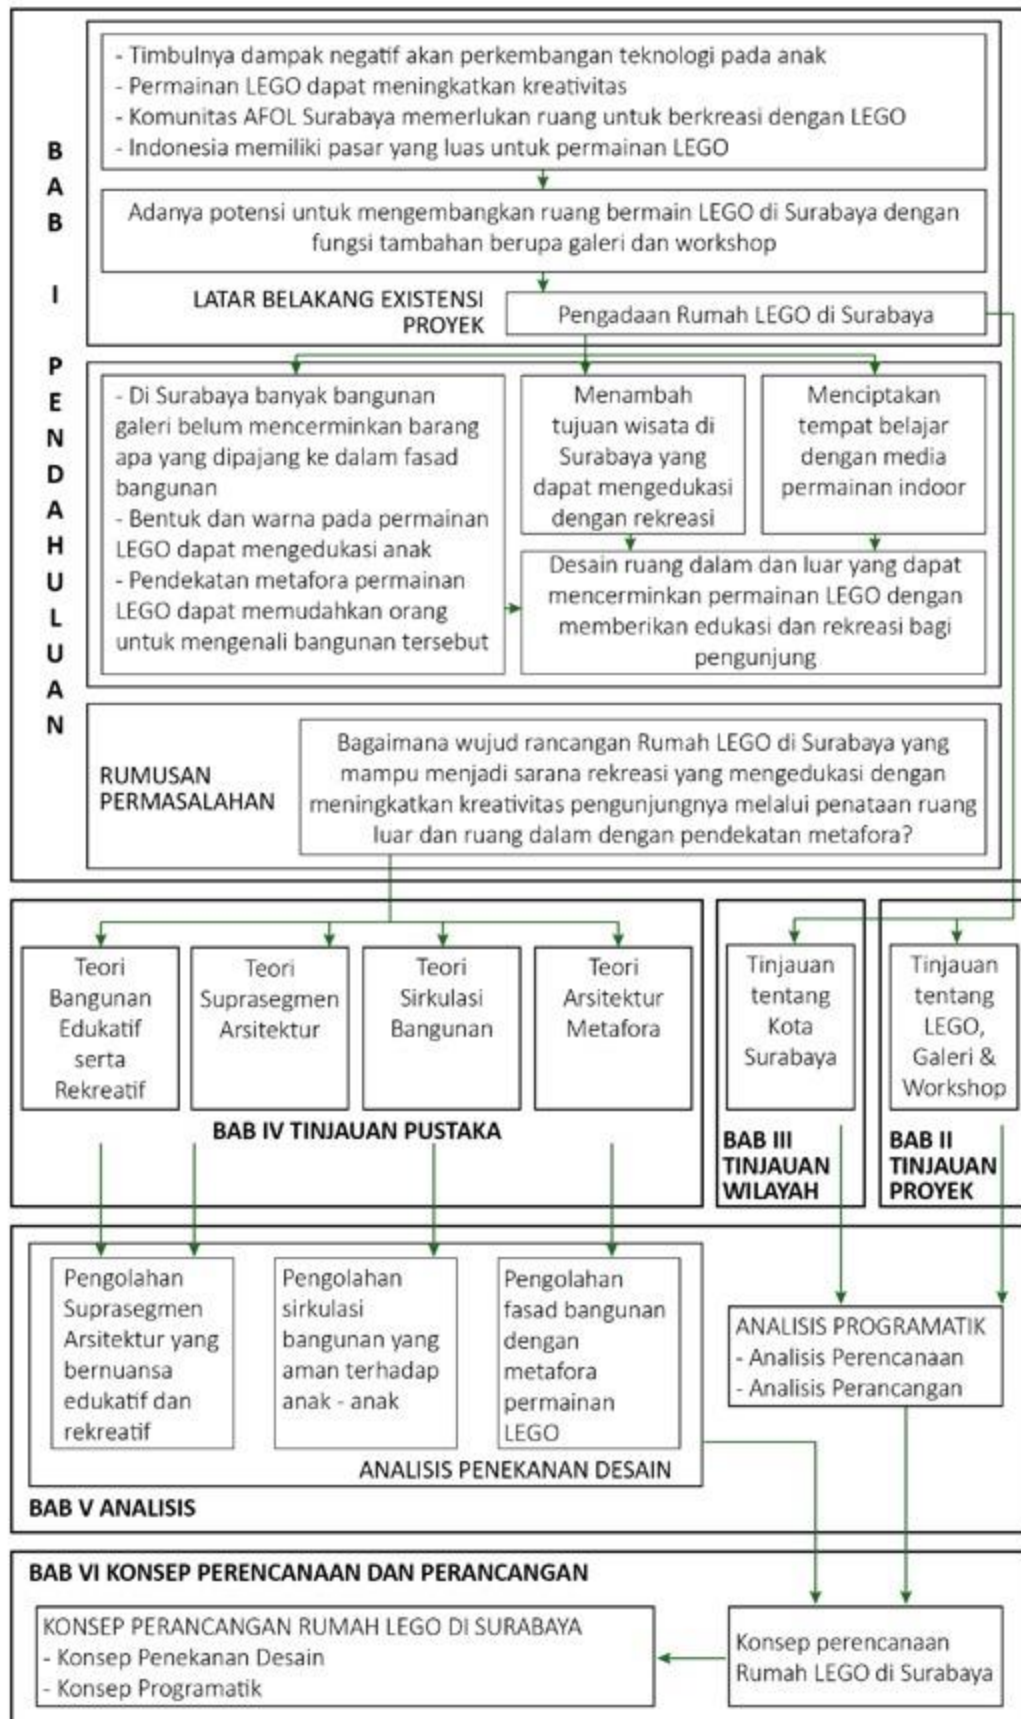 BAB I PENDAHULUAN
- Timbulnya dampak negatif akan perkembangan teknologi pada anak
- Permainan LEGO dapat meningkatkan kreativitas
- Komunitas AFOL Surabaya memerlukan ruang untuk berkreasi dengan LEGO
- Indonesia memiliki pasar yang luas untuk permainan LEGO
Adanya potensi untuk mengembangkan ruang bermain LEGO di Surabaya dengan
fungsi tambahan berupa galeri dan workshop
LATAR BELAKANG EXISTENSI
PROYEK
Pengadaan Rumah LEGO di Surabaya
- Di Surabaya banyak bangunan
galeri belum mencerminkan barang
apa yang dipajang ke dalam fasad
bangunan
- Bentuk dan warna pada permainan
LEGO dapat mengedukasi anak
- Pendekatan metafora permainan
LEGO dapat memudahkan orang
untuk mengenali bangunan tersebut
Menambah
tujuan wisata di
Surabaya yang
dapat mengedukasi
dengan rekreasi
Menciptakan
tempat belajar
dengan media
permainan indoor
Desain ruang dalam dan luar yang dapat
mencerminkan permainan LEGO dengan
memberikan edukasi dan rekreasi bagi
pengunjung
RUMUSAN
PERMASALAHAN
Bagaimana wujud rancangan Rumah LEGO di Surabaya yang
mampu menjadi sarana rekreasi yang mengedukasi dengan
meningkatkan kreativitas pengunjungnya melalui penataan ruang
luar dan ruang dalam dengan pendekatan metafora?
Teori
Bangunan
Edukatif
serta
Rekreatif
Teori
Suprasegmen
Arsitektur
Teori
Sirkulasi
Bangunan
Teori
Arsitektur
Metafora
BAB IV TINJAUAN PUSTAKA
Tinjauan
tentang
Kota
Surabaya
BAB III
TINJAUAN
WILAYAH
Tinjauan
tentang
LEGO,
Galeri &
Workshop
BAB II
TINJAUAN
PROYEK
Pengolahan
Suprasegmen
Arsitektur yang
bernuansa
edukatif dan
rekreatif
Pengolahan
sirkulasi
bangunan yang
aman terhadap
anak - anak
Pengolahan
fasad bangunan
dengan
metafora
permainan
LEGO
ANALISIS PENEKANAN DESAIN
ANALISIS PROGRAMATIK
- Analisis Perencanaan
- Analisis Perancangan
BAB V ANALISIS
BAB VI KONSEP PERENCANAAN DAN PERANCANGAN
KONSEP PERANCANGAN RUMAH LEGO DI SURABAYA
- Konsep Penekanan Desain
- Konsep Programatik
Konsep perencanaan
Rumah LEGO di Surabaya